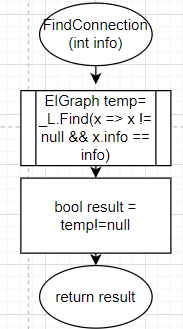 FindConnection
(int info)
ElGraph temp=
_L.Find(x => x !=
null && x.info ==
info)
bool result =
temp!=null
return result